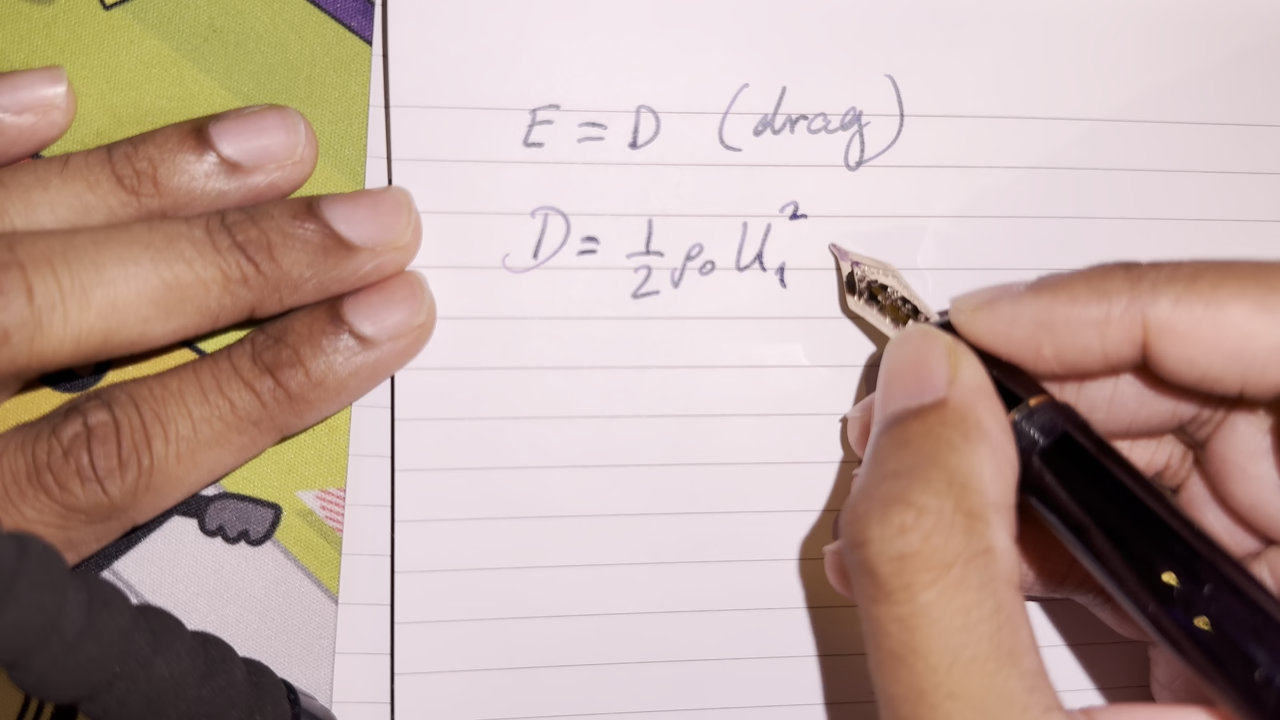 E = D (drag)
D = 1/2 ρ₀ U₁²